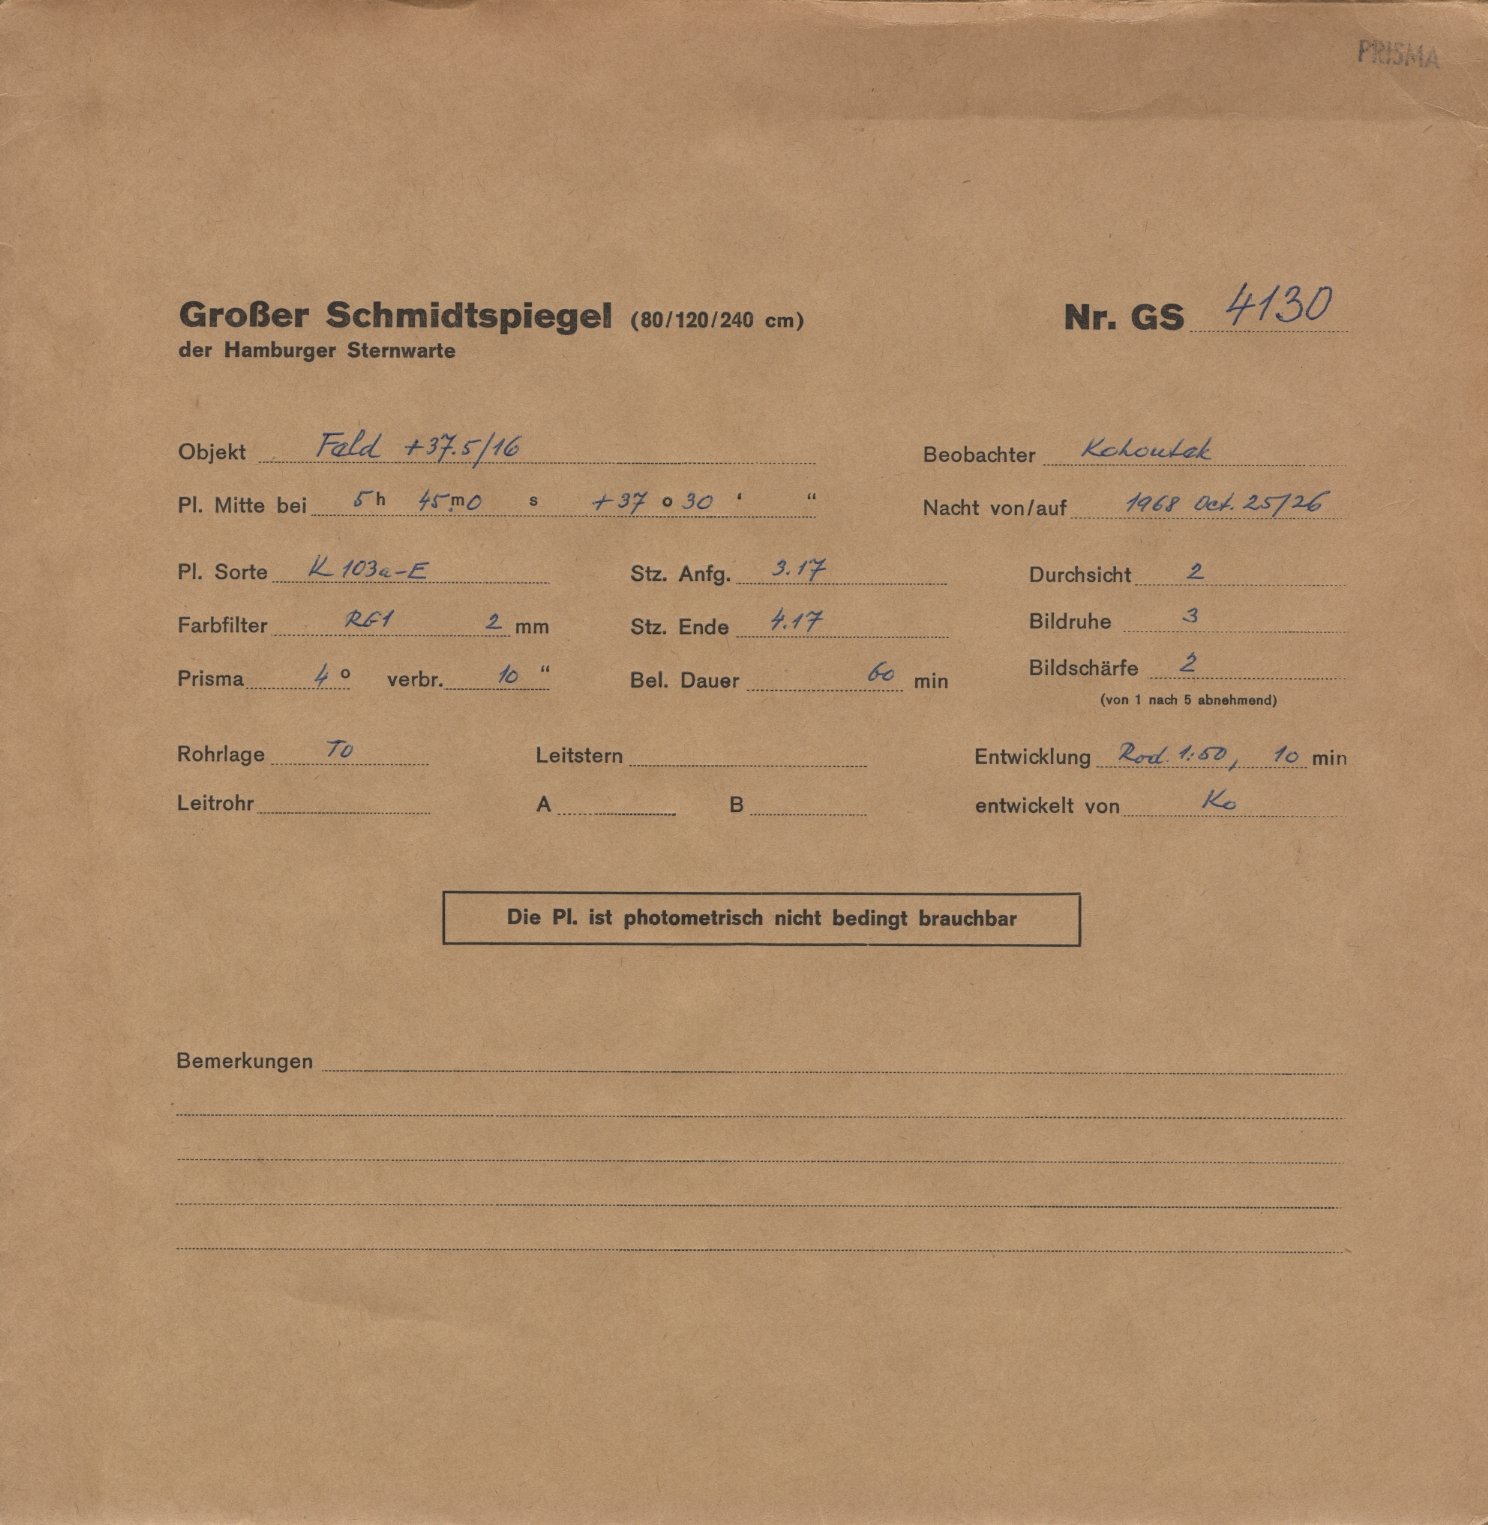 PRISMA
Großer Schmidtspiegel (80/120/240 cm) Nr. GS 4130
der Hamburger Sternwarte
Objekt Feld +37.5/16 Beobachter Kohoutek
Pl. Mitte bei 5 h 45 m.0 s +37 o 30 ‘ “ Nacht von/auf 1968 Oct. 25/26
Pl. Sorte K 103a-E Stz. Anfg. 3.17 Durchsicht 2
Farbfilter RG1 2 mm Stz. Ende 4.17 Bildruhe 3
Prisma 4 o verbr. 10 “ Bel. Dauer 60 min Bildschärfe 2
(von 1 nach 5 abnehmend)
Rohrlage TO Leitstern Entwicklung Rod. 1:50, 10 min
Leitrohr A B entwickelt von Ko
Die Pl. ist photometrisch nicht bedingt brauchbar
Bemerkungen